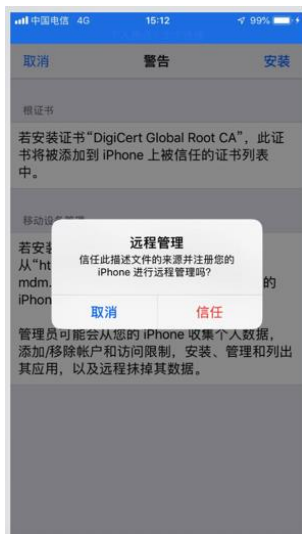 中国电信 4G 15:12 99%
取消 警告 安装
根证书
若安装证书“DigiCert Global Root CA”，此证
书将被添加到 iPhone 上被信任的证书列表
中。
移动设
若安
从“ht
mdm. 的
iPhon
远程管理
信任此描述文件的来源并注册您的
iPhone 进行远程管理吗？
取消 信任
管理员可能会从您的 iPhone 收集个人数据，
添加/移除帐户和访问限制，安装、管理和列出
其应用，以及远程抹掉其数据。